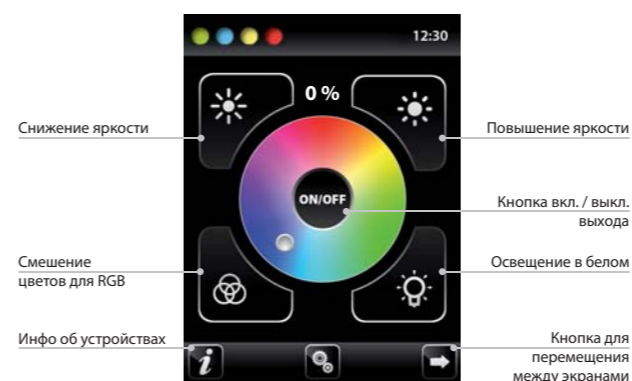 12:30
0 %
Снижение яркости
Повышение яркости
ON/OFF
Кнопка вкл. / выкл.
выхода
Смешение
цветов для RGB
Освещение в белом
Инфо об устройствах
i
Кнопка для
перемещения
между экранами